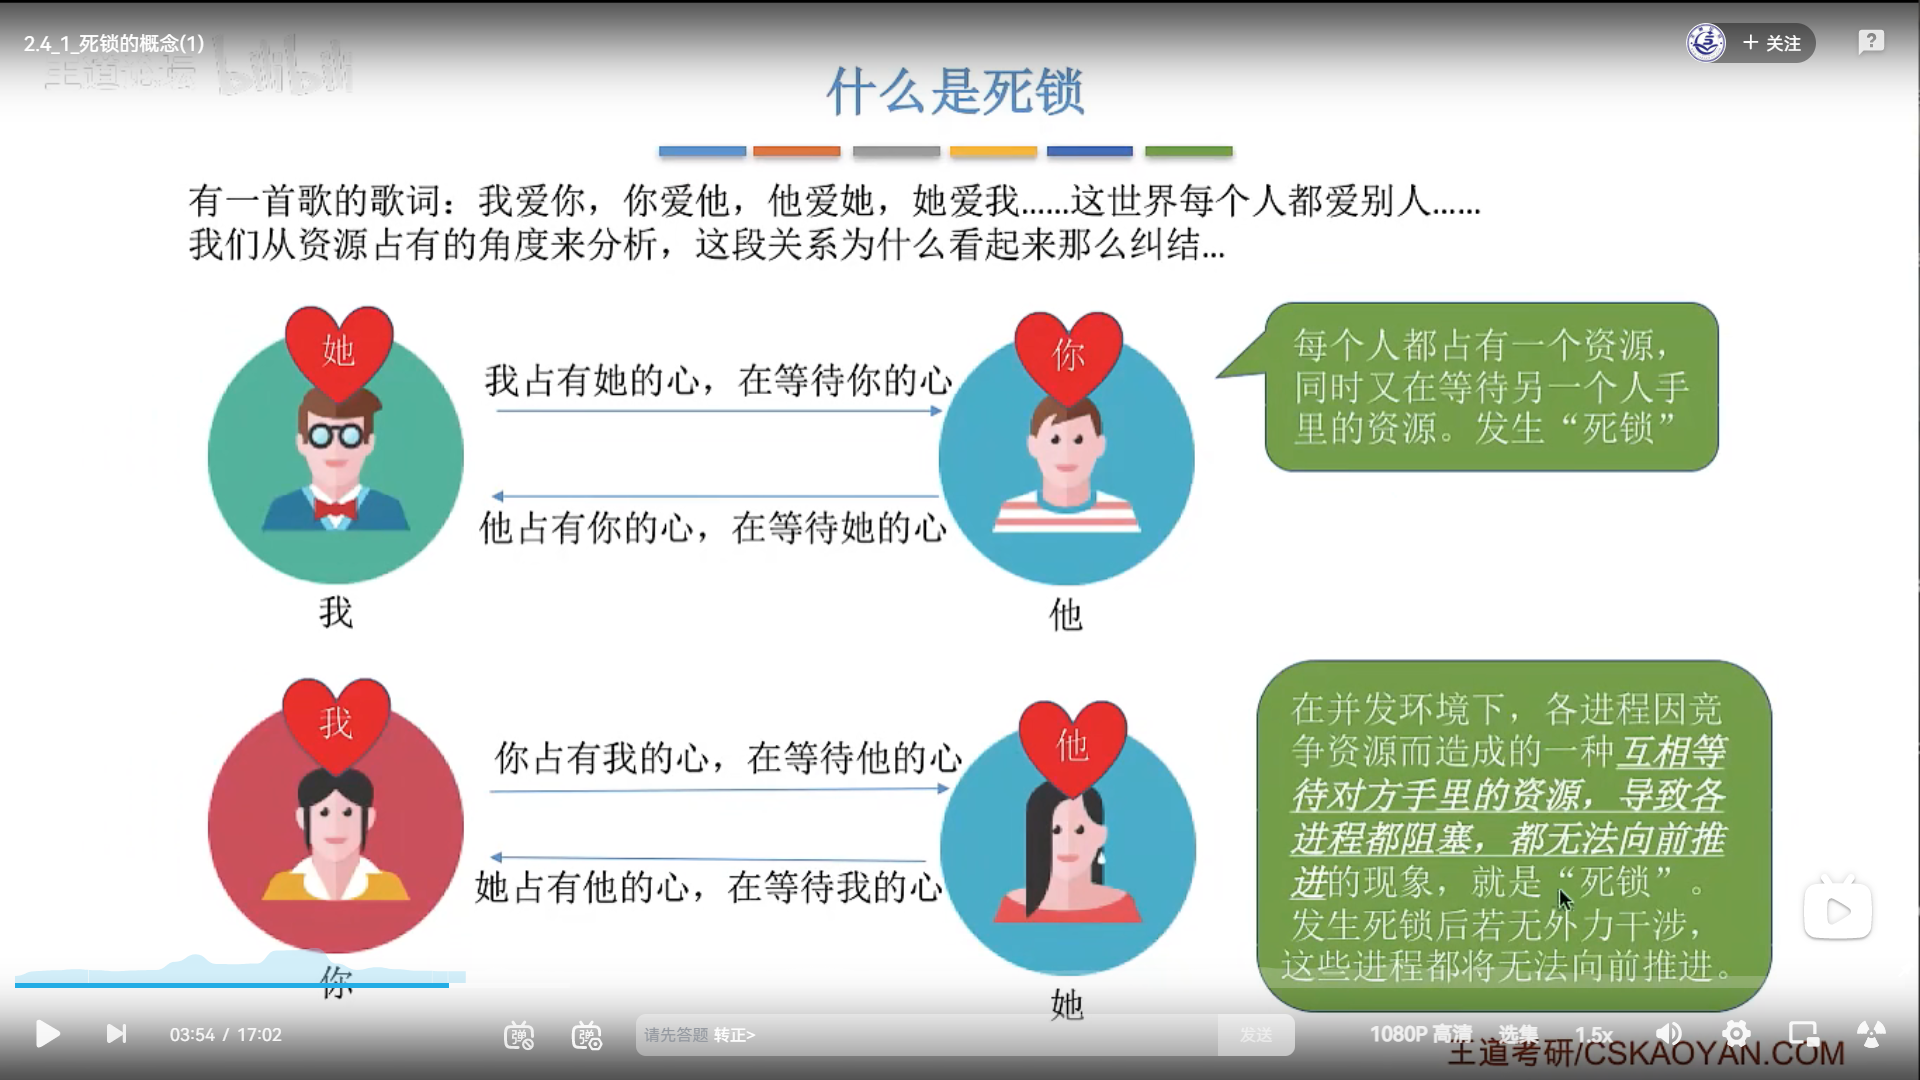 2.4_1_死锁的概念(1)
+ 关注
王道论坛 bilibili
什么是死锁
有一首歌的歌词：我爱你，你爱他，他爱她，她爱我……这世界每个人都爱别人……
我们从资源占有的角度来分析，这段关系为什么看起来那么纠结…
她
我占有她的心，在等待你的心
他占有你的心，在等待她的心
我
你
他
每个人都占有一个资源，
同时又在等待另一个人手
里的资源。发生“死锁”
我
你占有我的心，在等待他的心
她占有他的心，在等待我的心
你
他
她
在并发环境下，各进程因竞
争资源而造成的一种互相等
待对方手里的资源，导致各
进程都阻塞，都无法向前推
进的现象，就是“死锁”。
发生死锁后若无外力干涉，
这些进程都将无法向前推进。
03:54 / 17:02
弹
弹
请先答题 转正>
发送
1080P 高清
选集
1.5x
王道考研/CSKAOYAN.COM